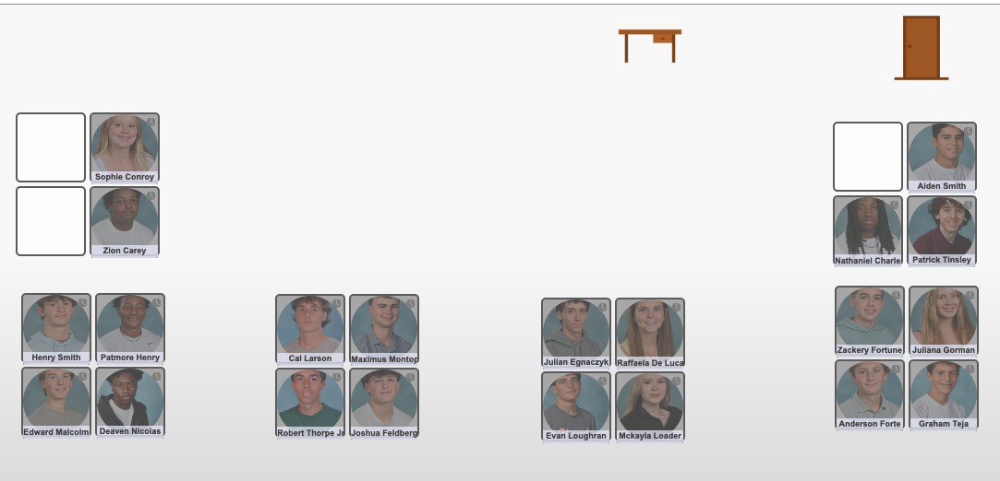 Sophie Conroy
Zion Carey
Aiden Smith
Nathaniel Charle
Patrick Tinsley
Henry Smith
Patmore Henry
Edward Malcolm
Deaven Nicolas
Cal Larson
Maximus Montop
Robert Thorpe Jr
Joshua Feldberg
Julian Egnaczyk
Raffaela De Luca
Evan Loughran
Mckayla Loader
Zackery Fortune
Juliana Gorman
Anderson Forte
Graham Teja